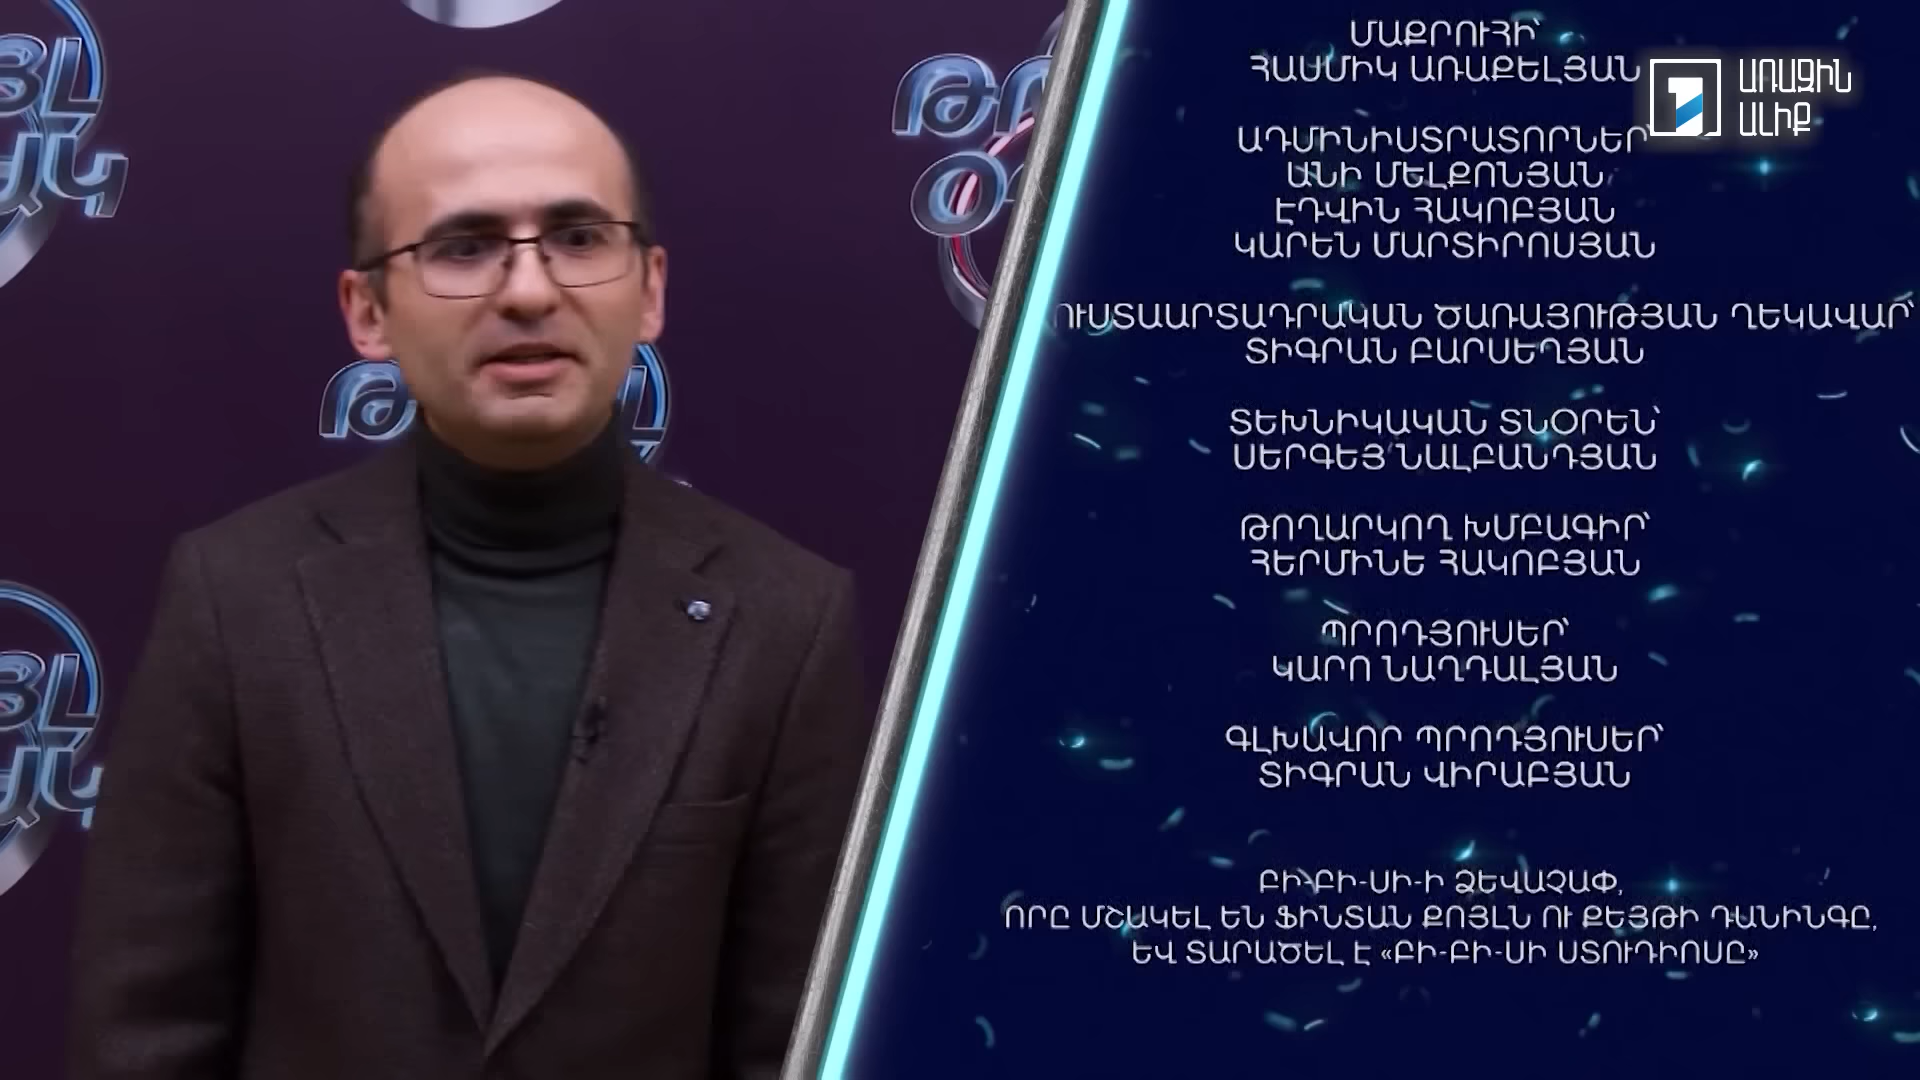 ՄԱՔՐՈՒՀԻ՝
ՀԱՍՄԻԿ ԱՌԱՔԵԼՅԱՆ
ԱՌԱՋԻՆ
ԱԼԻՔ
ԱԴՄԻՆԻՍՏՐԱՏՈՐՆԵՐ՝
ԱՆԻ ՄԵԼՔՈՆՅԱՆ
ԷԴՎԻՆ ՀԱԿՈԲՅԱՆ
ԿԱՐԵՆ ՄԱՐՏԻՐՈՍՅԱՆ
ԾԱՌԱՅՈՒԹՅԱՆ ՂԵԿԱՎԱՐ՝
ՏԻԳՐԱՆ ԲԱՐՍԵՂՅԱՆ
ՏԵԽՆԻԿԱԿԱՆ ՏՆՕՐԵՆ՝
ՍԵՐԳԵՅ ՆԱԼԲԱՆԴՅԱՆ
ԹՈՂԱՐԿՈՂ ԽՄԲԱԳԻՐ՝
ՀԵՐՄԻՆԵ ՀԱԿՈԲՅԱՆ
ՊՐՈԴՅՈՒՍԵՐ՝
ԿԱՐՈ ՆԱՂԴԱԼՅԱՆ
ԳԼԽԱՎՈՐ ՊՐՈԴՅՈՒՍԵՐ՝
ՏԻԳՐԱՆ ՎԻՐԱԲՅԱՆ
ԲԻ-ԲԻ-ՍԻ-Ի ՁԵՎԱՉԱՓ,
ՈՐԸ ՄՇԱԿԵԼ ԵՆ ՖԻՆՏԱՆ ՔՈՅԼՆ ՈՒ ՔԵՅԹԻ ԴԱՆԻՆԳԸ,
ԵՎ ՏԱՐԱԾԵԼ Է «ԲԻ-ԲԻ-ՍԻ ՍՏՈՒԴԻՈՍԸ»